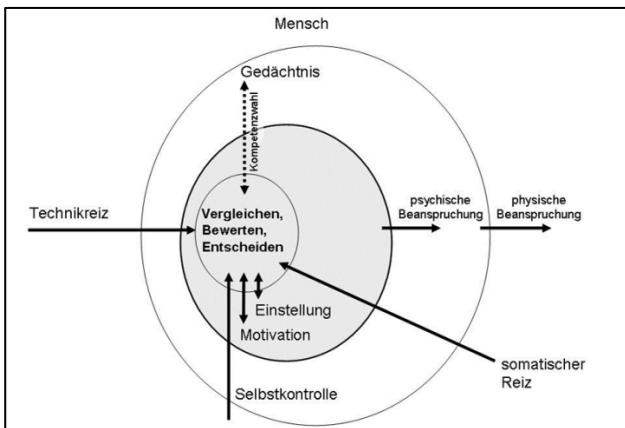 Mensch
Gedächtnis
Kompetenzwahl
Technikreiz
Vergleichen,
Bewerten,
Entscheiden
psychische
Beanspruchung
physische
Beanspruchung
Einstellung
Motivation
somatischer
Reiz
Selbstkontrolle